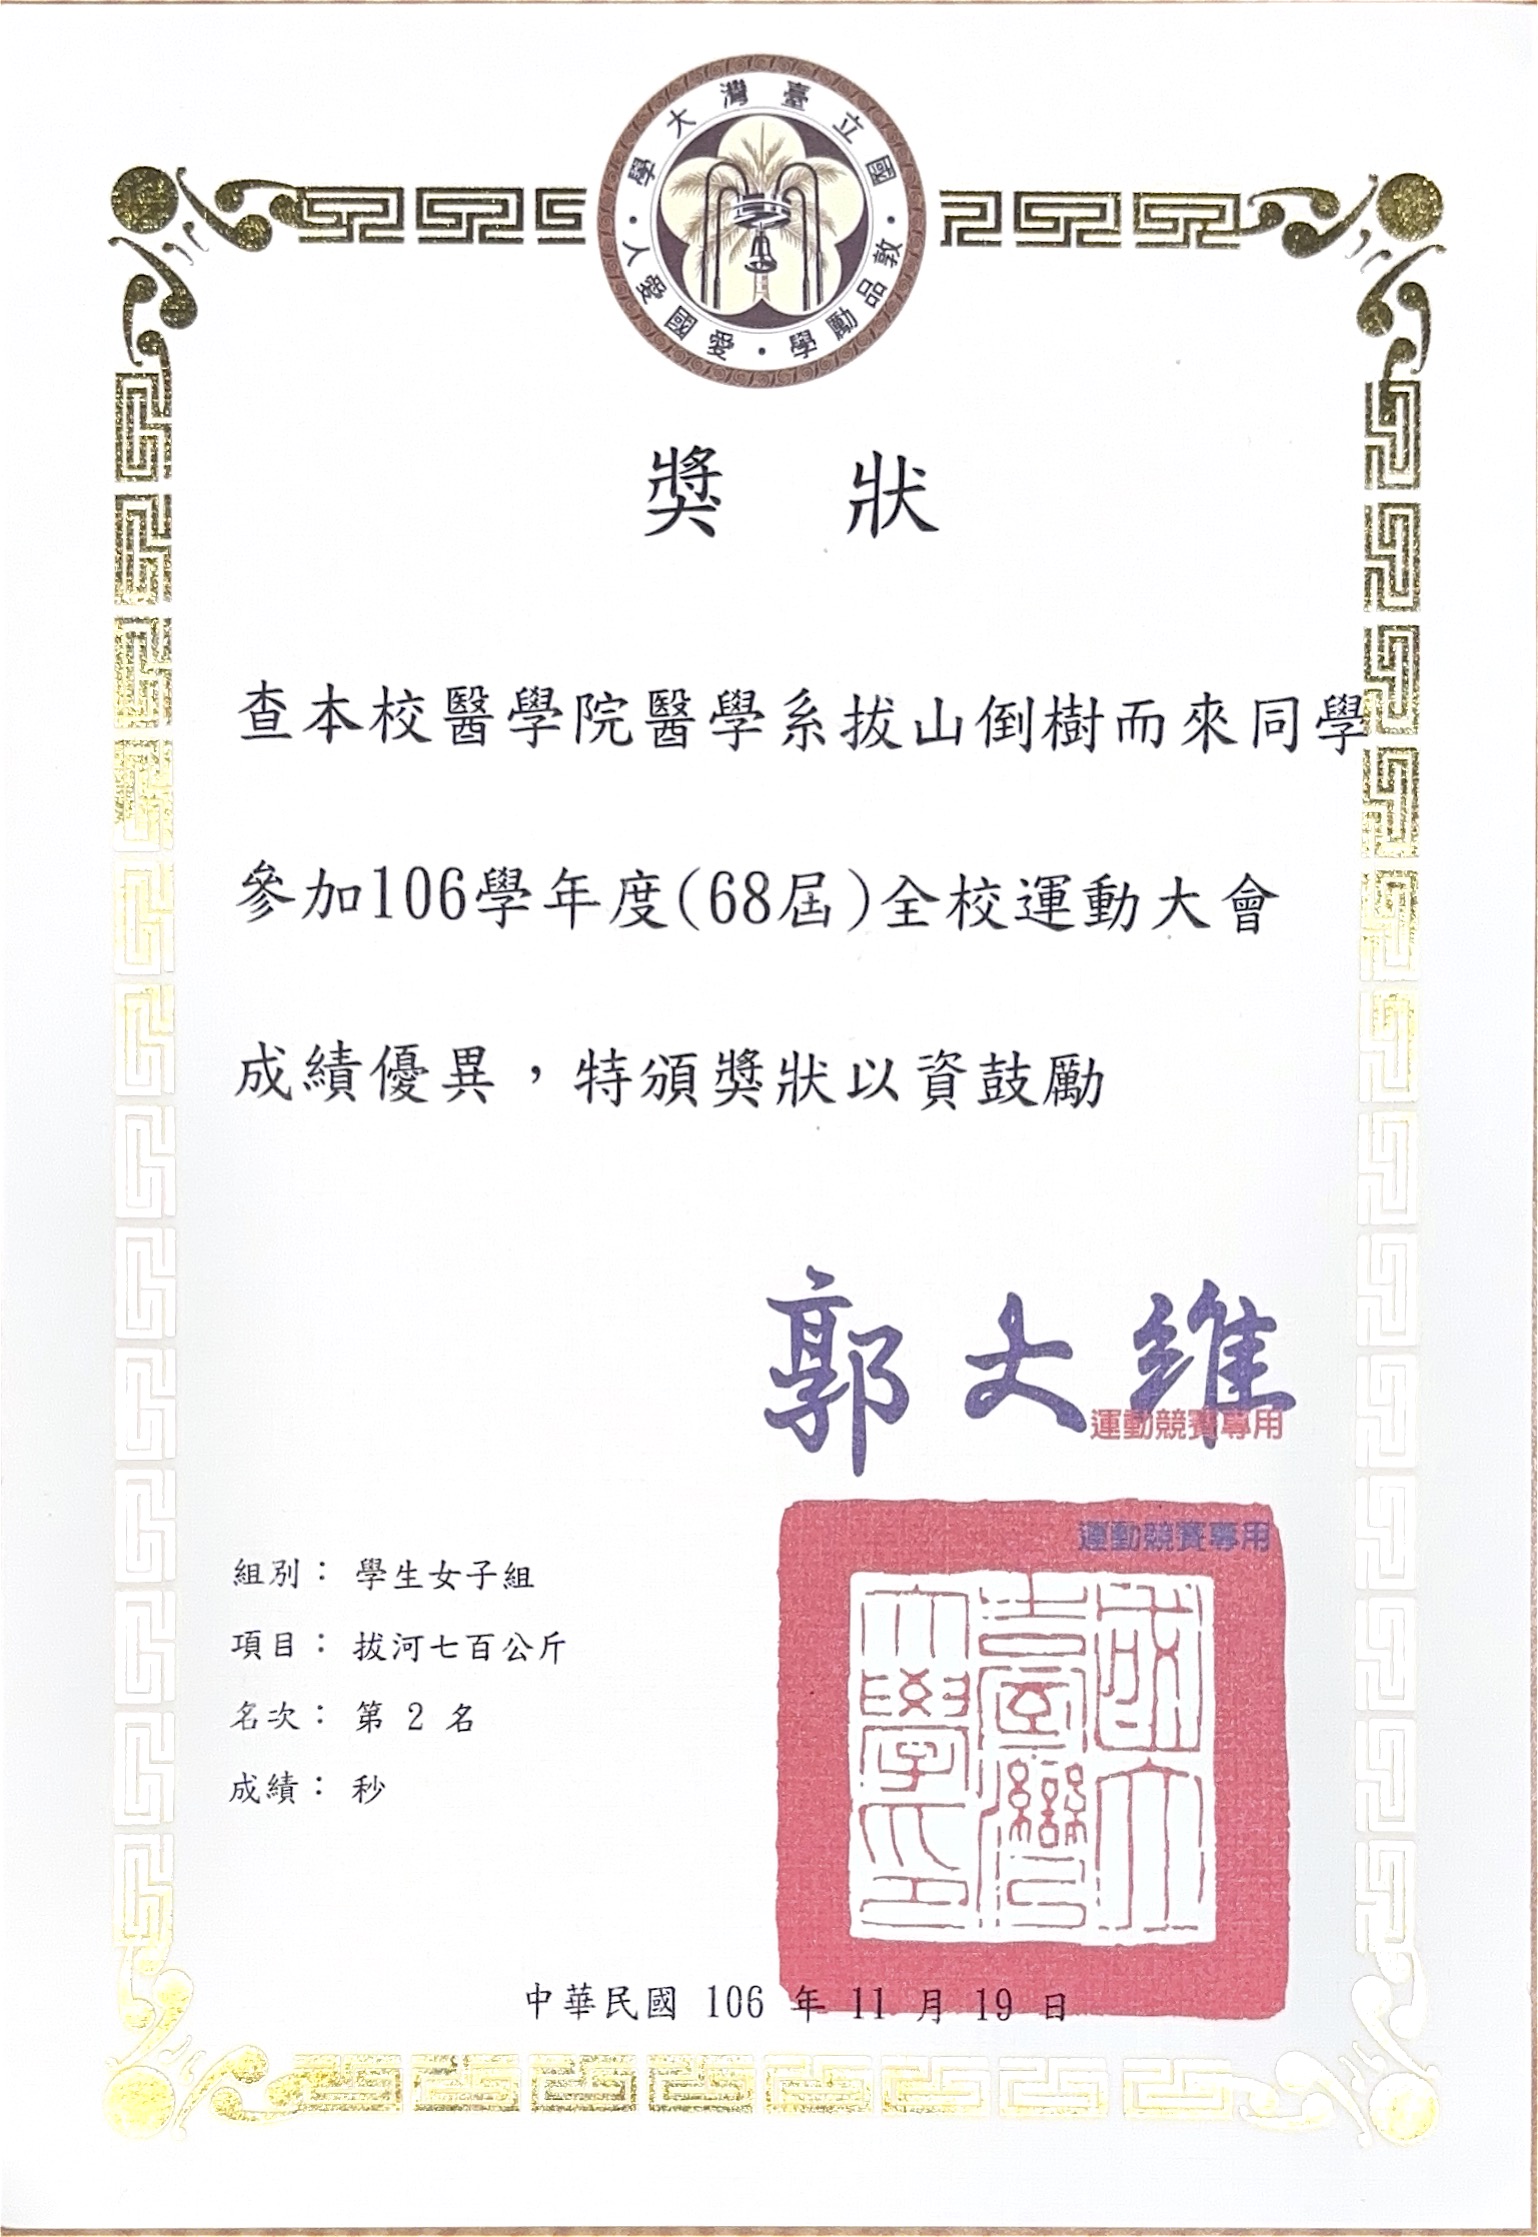 國立臺灣大學
敦品勵學・愛國愛人
獎 狀
查本校醫學院醫學系拔山倒樹而來同學
參加106學年度(68屆)全校運動大會
成績優異，特頒獎狀以資鼓勵
郭大維
運動競賽專用
運動競賽專用
國立臺灣大學印
組別： 學生女子組
項目： 拔河七百公斤
名次： 第 2 名
成績： 秒
中華民國 106 年 11 月 19 日